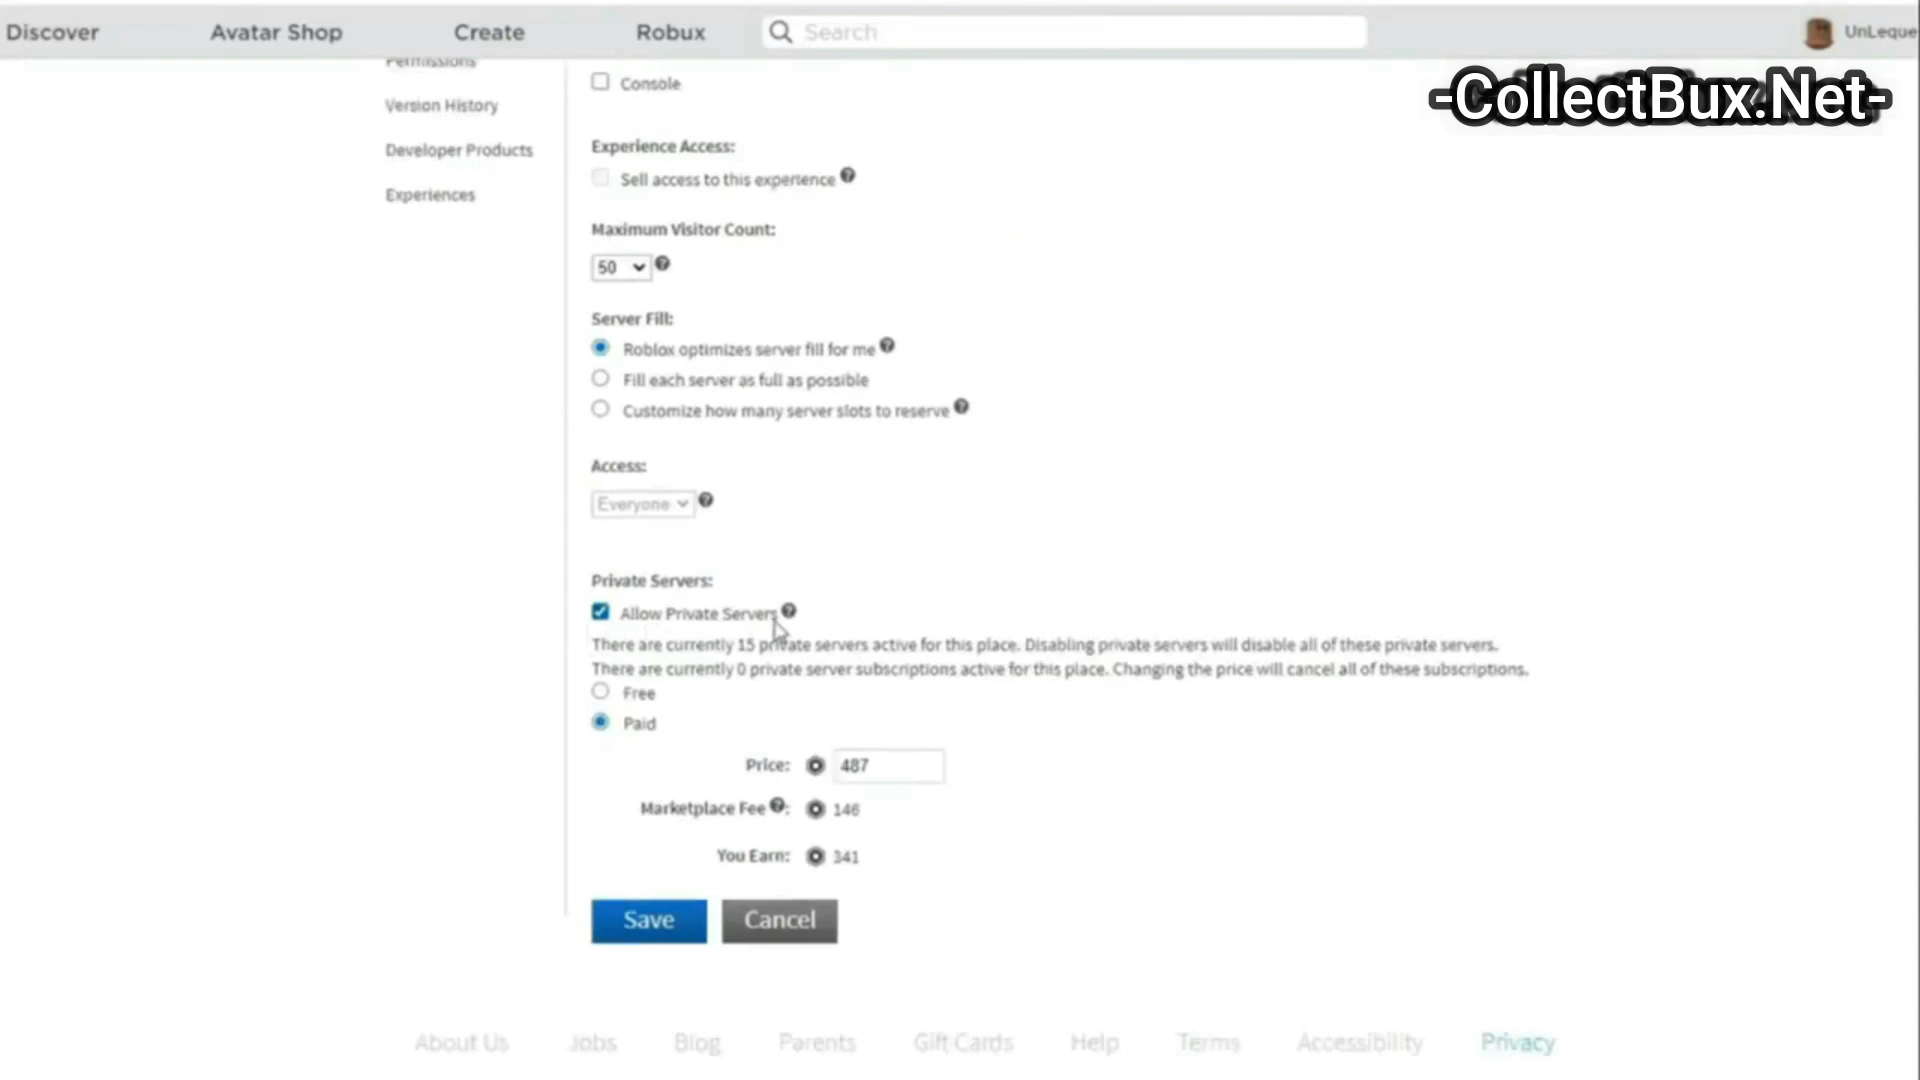 Discover Avatar Shop Create Robux Search UnLeque
-CollectBux.Net-
Permissions
Version History
Developer Products
Experiences
Console
Experience Access:
Sell access to this experience
Maximum Visitor Count:
50
Server Fill:
Roblox optimizes server fill for me
Fill each server as full as possible
Customize how many server slots to reserve
Access:
Everyone
Private Servers:
Allow Private Servers
There are currently 15 private servers active for this place. Disabling private servers will disable all of these private servers.
There are currently 0 private server subscriptions active for this place. Changing the price will cancel all of these subscriptions.
Free
Paid
Price: 487
Marketplace Fee : 146
You Earn: 341
Save Cancel
About Us Jobs Blog Parents Gift Cards Help Terms Accessibility Privacy